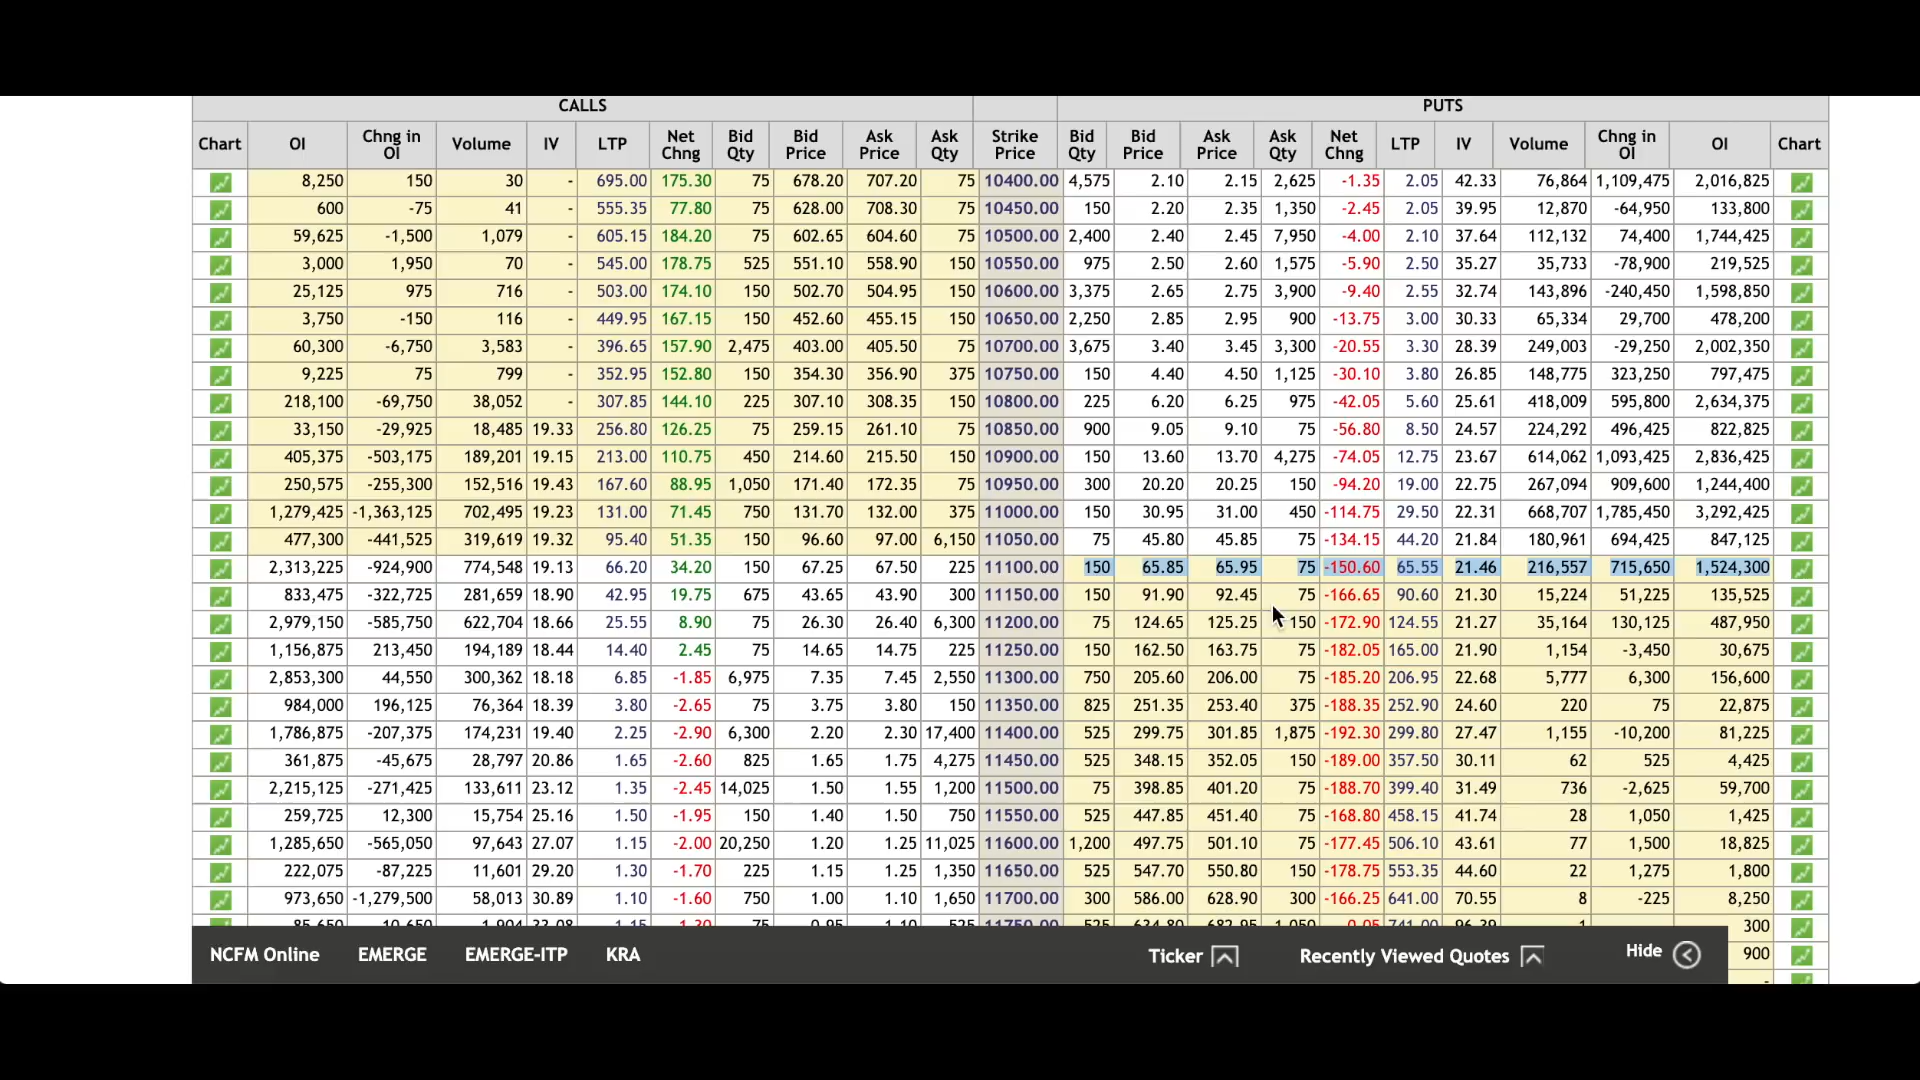 CALLS PUTS
Chart OI Chng in OI Volume IV LTP Net Chng Bid Qty Bid Price Ask Price Ask Qty Strike Price Bid Qty Bid Price Ask Price Ask Qty Net Chng LTP IV Volume Chng in OI OI Chart
8,250 150 30 - 695.00 175.30 75 678.20 707.20 75 10400.00 4,575 2.10 2.15 2,625 -1.35 2.05 42.33 76,864 1,109,475 2,016,825
600 -75 41 - 555.35 77.80 75 628.00 708.30 75 10450.00 150 2.20 2.35 1,350 -2.45 2.05 39.95 12,870 -64,950 133,800
59,625 -1,500 1,079 - 605.15 184.20 75 602.65 604.60 75 10500.00 2,400 2.40 2.45 7,950 -4.00 2.10 37.64 112,132 74,400 1,744,425
3,000 1,950 70 - 545.00 178.75 525 551.10 558.90 150 10550.00 975 2.50 2.60 1,575 -5.90 2.50 35.27 35,733 -78,900 219,525
25,125 975 716 - 503.00 174.10 150 502.70 504.95 150 10600.00 3,375 2.65 2.75 3,900 -9.40 2.55 32.74 143,896 -240,450 1,598,850
3,750 -150 116 - 449.95 167.15 150 452.60 455.15 150 10650.00 2,250 2.85 2.95 900 -13.75 3.00 30.33 65,334 29,700 478,200
60,300 -6,750 3,583 - 396.65 157.90 2,475 403.00 405.50 75 10700.00 3,675 3.40 3.45 3,300 -20.55 3.30 28.39 249,003 -29,250 2,002,350
9,225 75 799 - 352.95 152.80 150 354.30 356.90 375 10750.00 150 4.40 4.50 1,125 -30.10 3.80 26.85 148,775 323,250 797,475
218,100 -69,750 38,052 - 307.85 144.10 225 307.10 308.35 150 10800.00 225 6.20 6.25 975 -42.05 5.60 25.61 418,009 595,800 2,634,375
33,150 -29,925 18,485 19.33 256.80 126.25 75 259.15 261.10 75 10850.00 900 9.05 9.10 75 -56.80 8.50 24.57 224,292 496,425 822,825
405,375 -503,175 189,201 19.15 213.00 110.75 450 214.60 215.50 150 10900.00 150 13.60 13.70 4,275 -74.05 12.75 23.67 614,062 1,093,425 2,836,425
250,575 -255,300 152,516 19.43 167.60 88.95 1,050 171.40 172.35 75 10950.00 300 20.20 20.25 150 -94.20 19.00 22.75 267,094 909,600 1,244,400
1,279,425 -1,363,125 702,495 19.23 131.00 71.45 750 131.70 132.00 375 11000.00 150 30.95 31.00 450 -114.75 29.50 22.31 668,707 1,785,450 3,292,425
477,300 -441,525 319,619 19.32 95.40 51.35 150 96.60 97.00 6,150 11050.00 75 45.80 45.85 75 -134.15 44.20 21.84 180,961 694,425 847,125
2,313,225 -924,900 774,548 19.13 66.20 34.20 150 67.25 67.50 225 11100.00 150 65.85 65.95 75 -150.60 65.55 21.46 216,557 715,650 1,524,300
833,475 -322,725 281,659 18.90 42.95 19.75 675 43.65 43.90 300 11150.00 150 91.90 92.45 75 -166.65 90.60 21.30 15,224 51,225 135,525
2,979,150 -585,750 622,704 18.66 25.55 8.90 75 26.30 26.40 6,300 11200.00 75 124.65 125.25 150 -172.90 124.55 21.27 35,164 130,125 487,950
1,156,875 213,450 194,189 18.44 14.40 2.45 75 14.65 14.75 225 11250.00 150 162.50 163.75 75 -182.05 165.00 21.90 1,154 -3,450 30,675
2,853,300 44,550 300,362 18.18 6.85 -1.85 6,975 7.35 7.45 2,550 11300.00 750 205.60 206.00 75 -185.20 206.95 22.68 5,777 6,300 156,600
984,000 196,125 76,364 18.39 3.80 -2.65 75 3.75 3.80 150 11350.00 825 251.35 253.40 375 -188.35 252.90 24.60 220 75 22,875
1,786,875 -207,375 174,231 19.40 2.25 -2.90 6,300 2.20 2.30 17,400 11400.00 525 299.75 301.85 1,875 -192.30 299.80 27.47 1,155 -10,200 81,225
361,875 -45,675 28,797 20.86 1.65 -2.60 825 1.65 1.75 4,275 11450.00 525 348.15 352.05 150 -189.00 357.50 30.11 62 525 4,425
2,215,125 -271,425 133,611 23.12 1.35 -2.45 14,025 1.50 1.55 1,200 11500.00 75 398.85 401.20 75 -188.70 399.40 31.49 736 -2,625 59,700
259,725 12,300 15,754 25.16 1.50 -1.95 150 1.40 1.50 750 11550.00 525 447.85 451.40 75 -168.80 458.15 41.74 28 1,050 1,425
1,285,650 -565,050 97,643 27.07 1.15 -2.00 20,250 1.20 1.25 11,025 11600.00 1,200 497.75 501.10 75 -177.45 506.10 43.61 77 1,500 18,825
222,075 -87,225 11,601 29.20 1.30 -1.70 225 1.15 1.25 1,350 11650.00 525 547.70 550.80 150 -178.75 553.35 44.60 22 1,275 1,800
973,650 -1,279,500 58,013 30.89 1.10 -1.60 750 1.00 1.10 1,650 11700.00 300 586.00 628.90 300 -166.25 641.00 70.55 8 -225 8,250
11750.00 300
NCFM Online EMERGE EMERGE-ITP KRA Ticker Recently Viewed Quotes Hide 900
-